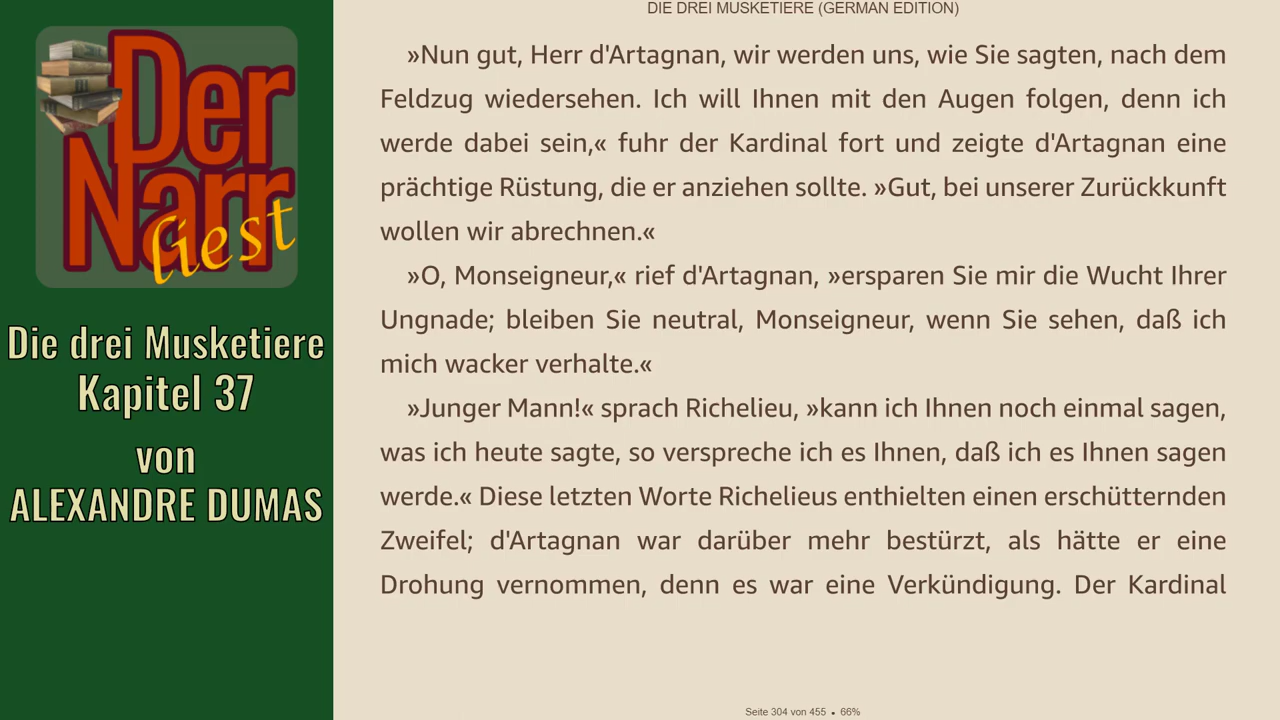 Der
Narr
liest
Die drei Musketiere
Kapitel 37
von
ALEXANDRE DUMAS
DIE DREI MUSKETIERE (GERMAN EDITION)
»Nun gut, Herr d'Artagnan, wir werden uns, wie Sie sagten, nach dem
Feldzug wiedersehen. Ich will Ihnen mit den Augen folgen, denn ich
werde dabei sein,« fuhr der Kardinal fort und zeigte d'Artagnan eine
prächtige Rüstung, die er anziehen sollte. »Gut, bei unserer Zurückkunft
wollen wir abrechnen.«
»O, Monseigneur,« rief d'Artagnan, »ersparen Sie mir die Wucht Ihrer
Ungnade; bleiben Sie neutral, Monseigneur, wenn Sie sehen, daß ich
mich wacker verhalte.«
»Junger Mann!« sprach Richelieu, »kann ich Ihnen noch einmal sagen,
was ich heute sagte, so verspreche ich es Ihnen, daß ich es Ihnen sagen
werde.« Diese letzten Worte Richelieus enthielten einen erschütternden
Zweifel; d'Artagnan war darüber mehr bestürzt, als hätte er eine
Drohung vernommen, denn es war eine Verkündigung. Der Kardinal
Seite 304 von 455 • 66%